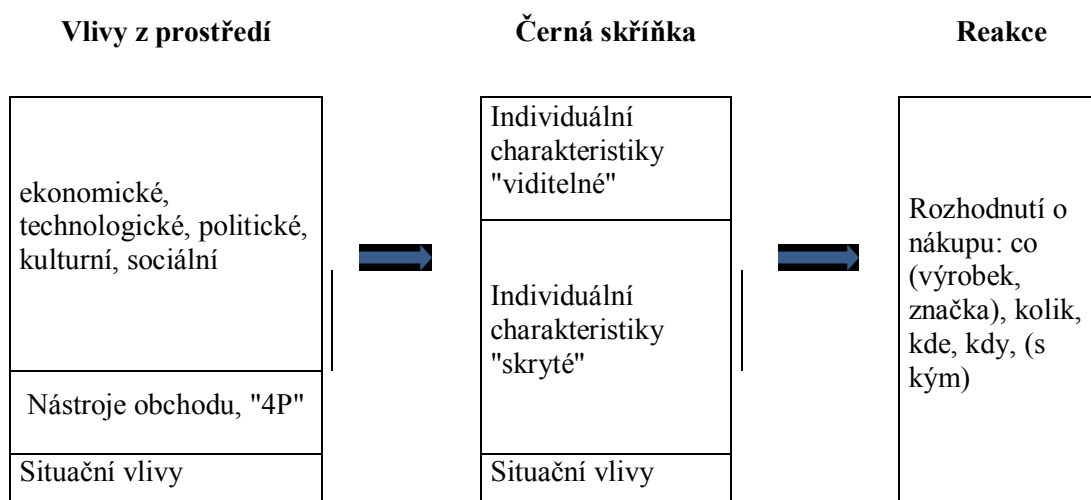 Vlivy z prostředí
Černá skříňka
Reakce
ekonomické,
technologické, politické,
kulturní, sociální
Nástroje obchodu, "4P"
Situační vlivy
Individuální
charakteristiky
"viditelné"
Individuální
charakteristiky
"skryté"
Situační vlivy
Rozhodnutí o
nákupu: co
(výrobek,
značka), kolik,
kde, kdy, (s
kým)